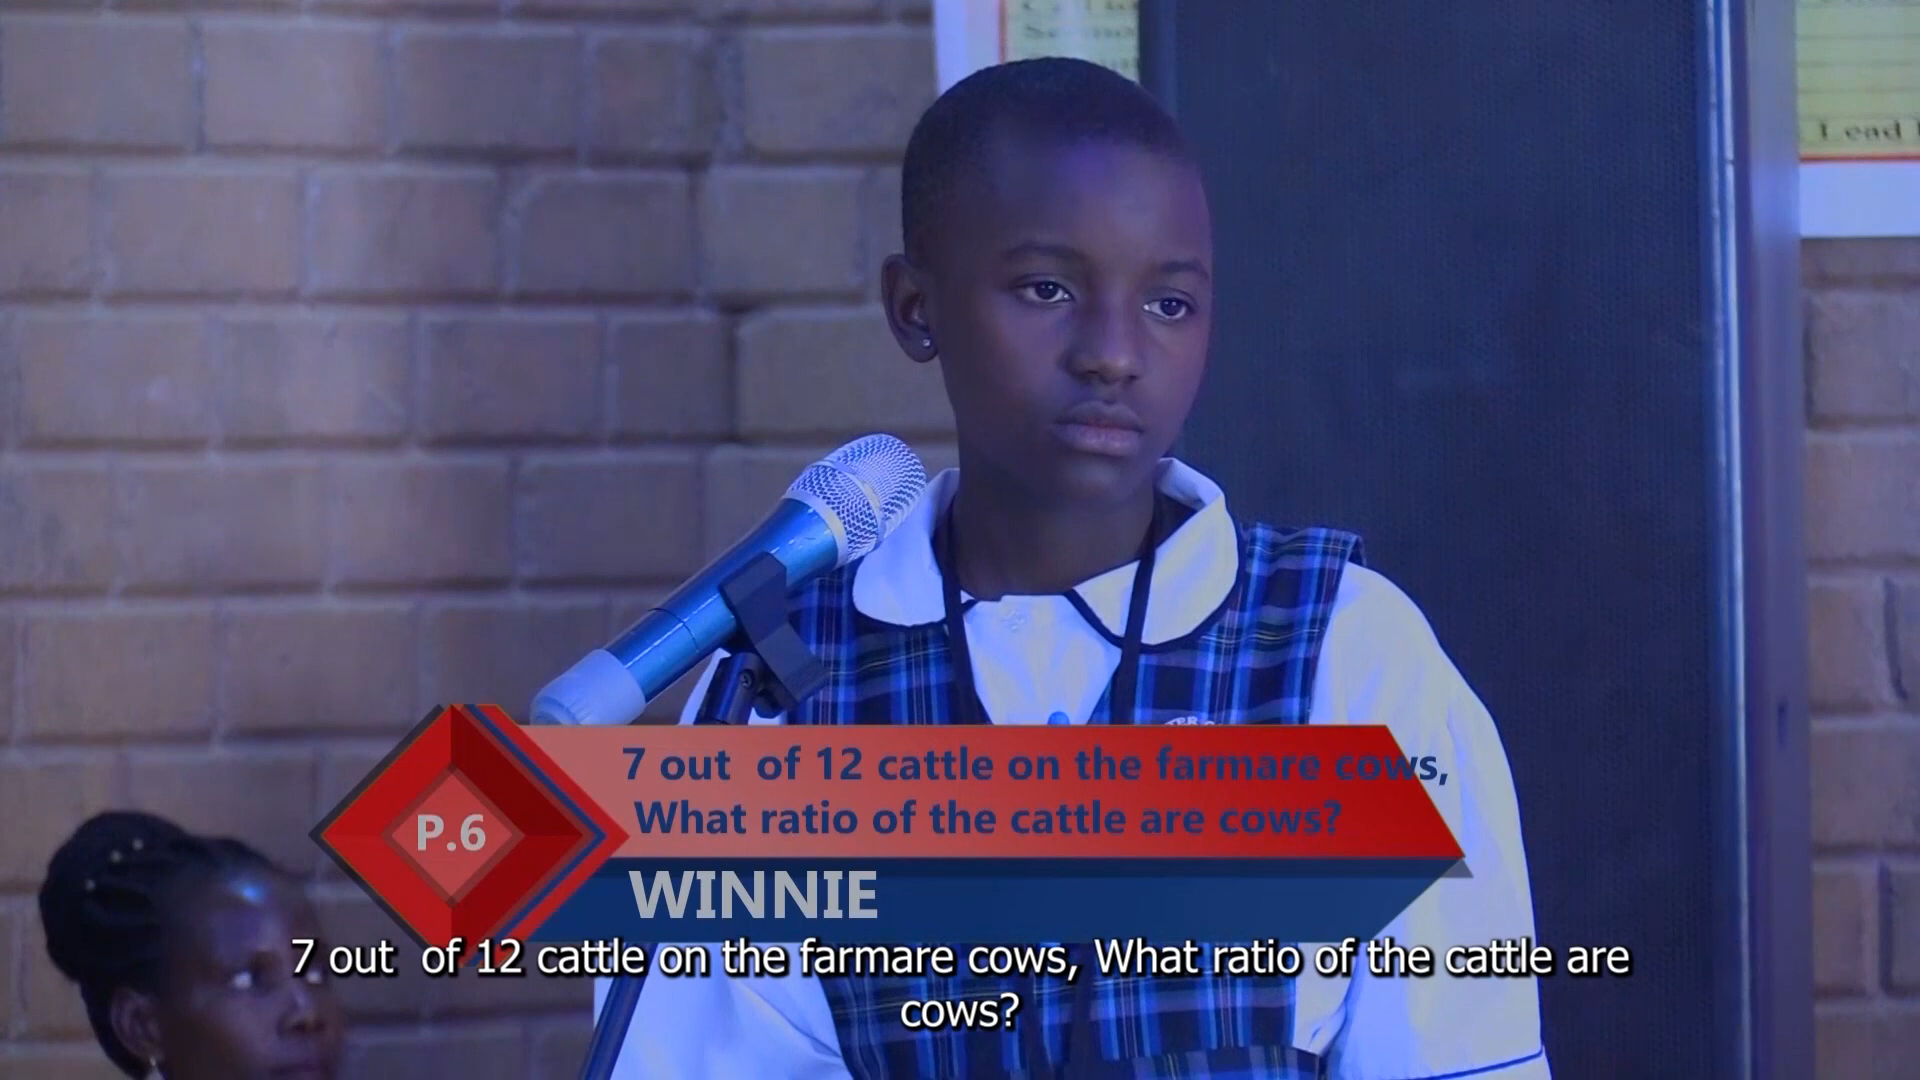 Lead
7 out  of 12 cattle on the farmare cows,
What ratio of the cattle are cows?
P.6
WINNIE
7 out  of 12 cattle on the farmare cows, What ratio of the cattle are
cows?